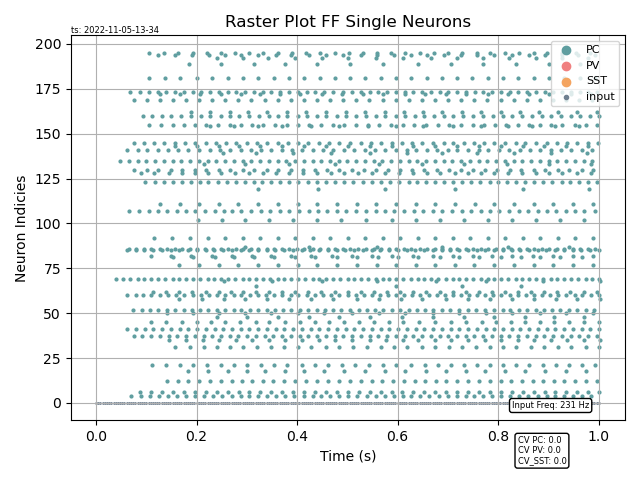 Raster Plot FF Single Neurons
ts: 2022-11-05-13-34
PC
PV
SST
input
Neuron Indicies
200
175
150
125
100
75
50
25
0
Input Freq: 231 Hz
0.0 0.2 0.4 0.6 0.8 1.0
Time (s)
CV PC: 0.0
CV PV: 0.0
CV_SST: 0.0